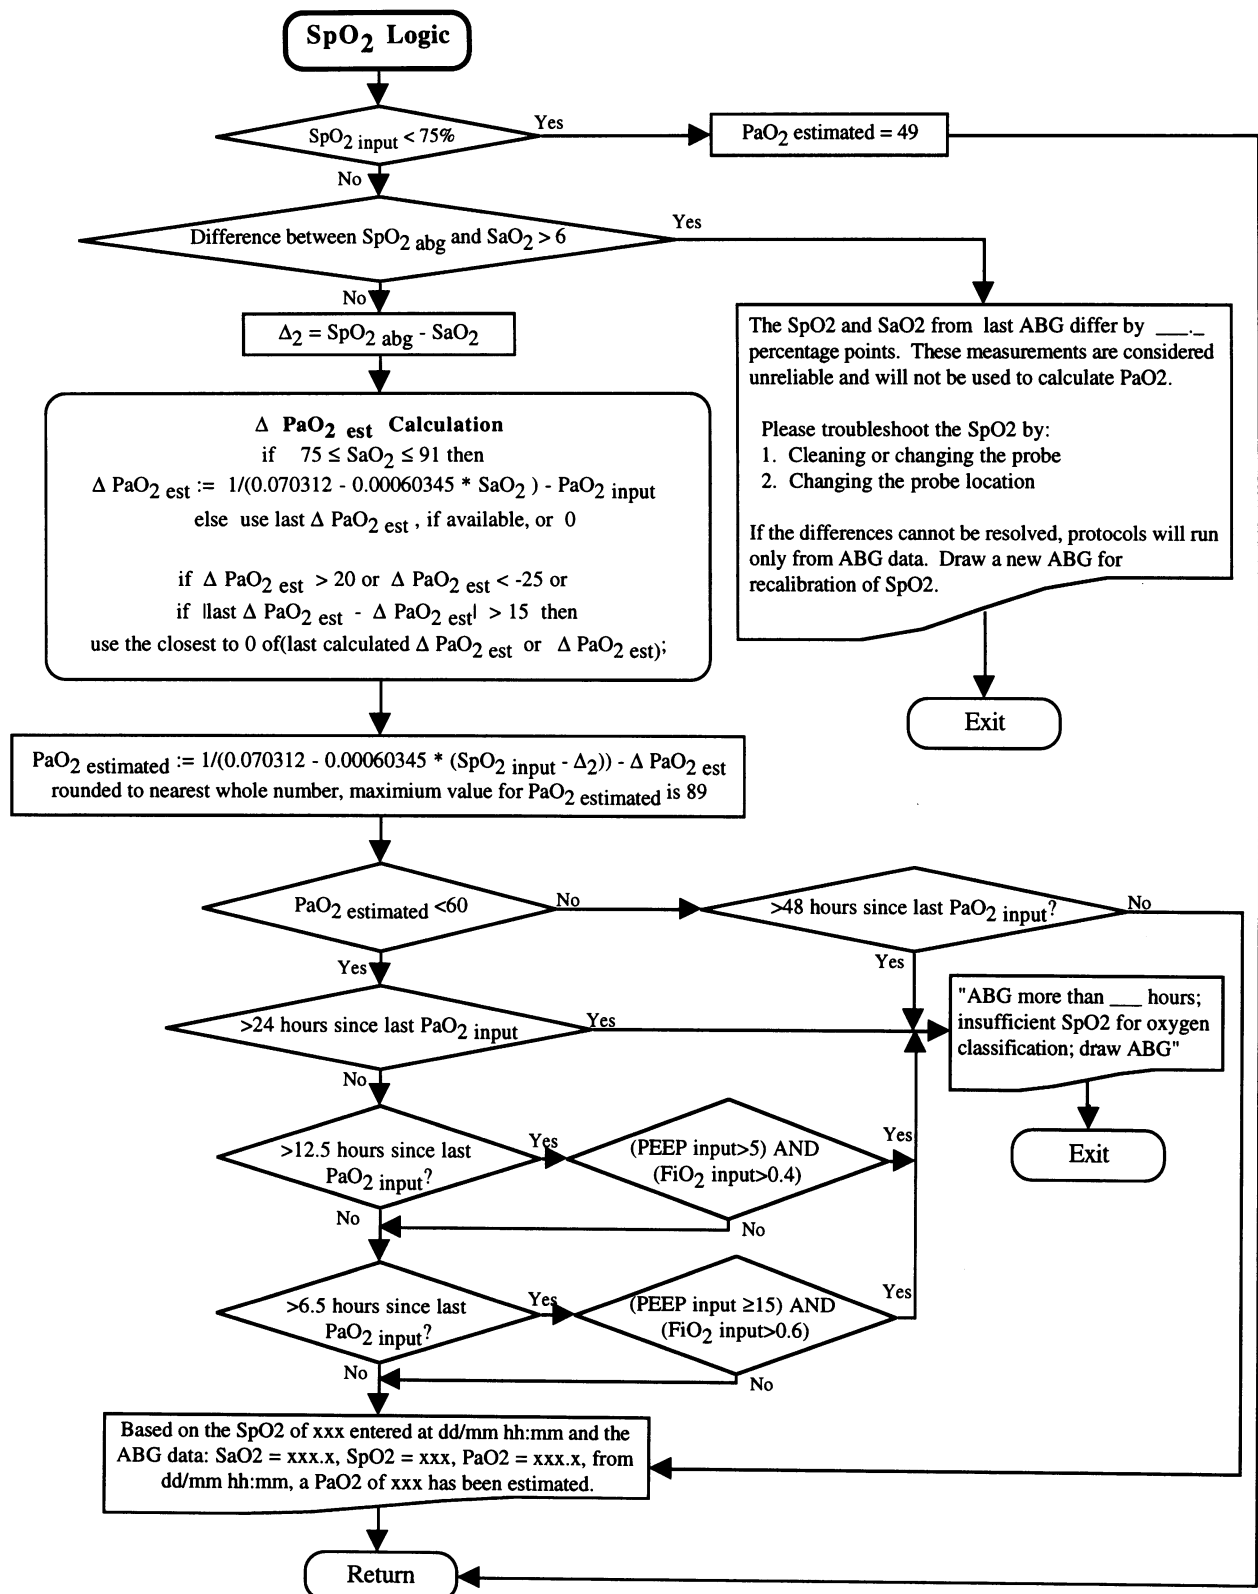 SpO2 Logic
SpO2 input < 75%
Yes
PaO2 estimated = 49
No
Difference between SpO2 abg and SaO2 > 6
Yes
No
Δ2 = SpO2 abg - SaO2
The SpO2 and SaO2 from last ABG differ by ___._
percentage points. These measurements are considered
unreliable and will not be used to calculate PaO2.
Please troubleshoot the SpO2 by:
1. Cleaning or changing the probe
2. Changing the probe location
If the differences cannot be resolved, protocols will run
only from ABG data. Draw a new ABG for
recalibration of SpO2.
Exit
Δ PaO2 est Calculation
if 75 ≤ SaO2 ≤ 91 then
Δ PaO2 est := 1/(0.070312 - 0.00060345 * SaO2 ) - PaO2 input
else use last Δ PaO2 est , if available, or 0
if Δ PaO2 est > 20 or Δ PaO2 est < -25 or
if |last Δ PaO2 est - Δ PaO2 est| > 15 then
use the closest to 0 of(last calculated Δ PaO2 est or Δ PaO2 est);
PaO2 estimated := 1/(0.070312 - 0.00060345 * (SpO2 input - Δ2)) - Δ PaO2 est
rounded to nearest whole number, maximium value for PaO2 estimated is 89
PaO2 estimated <60
No
>48 hours since last PaO2 input?
No
Yes
Yes
>24 hours since last PaO2 input
Yes
"ABG more than ___ hours;
insufficient SpO2 for oxygen
classification; draw ABG"
Exit
No
>12.5 hours since last
PaO2 input?
Yes
(PEEP input>5) AND
(FiO2 input>0.4)
Yes
No
No
>6.5 hours since last
PaO2 input?
Yes
(PEEP input ≥15) AND
(FiO2 input>0.6)
Yes
No
No
Based on the SpO2 of xxx entered at dd/mm hh:mm and the
ABG data: SaO2 = xxx.x, SpO2 = xxx, PaO2 = xxx.x, from
dd/mm hh:mm, a PaO2 of xxx has been estimated.
Return